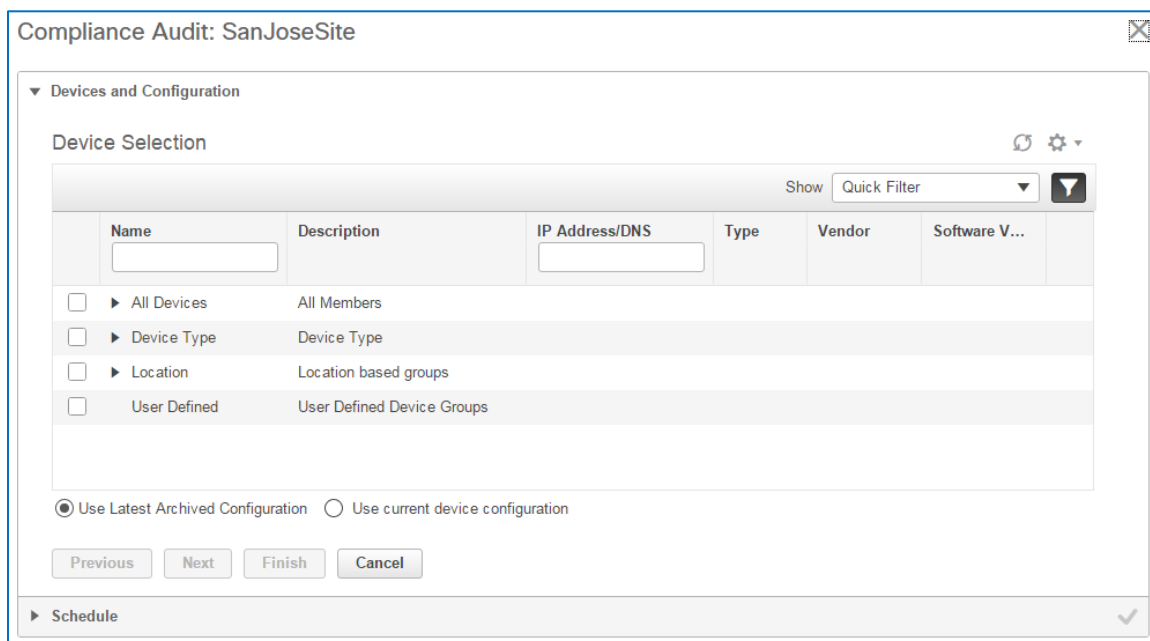 Compliance Audit: SanJoseSite
Devices and Configuration
Device Selection
Show Quick Filter
Name Description IP Address/DNS Type Vendor Software V...
All Devices All Members
Device Type Device Type
Location Location based groups
User Defined User Defined Device Groups
Use Latest Archived Configuration Use current device configuration
Previous Next Finish Cancel
Schedule